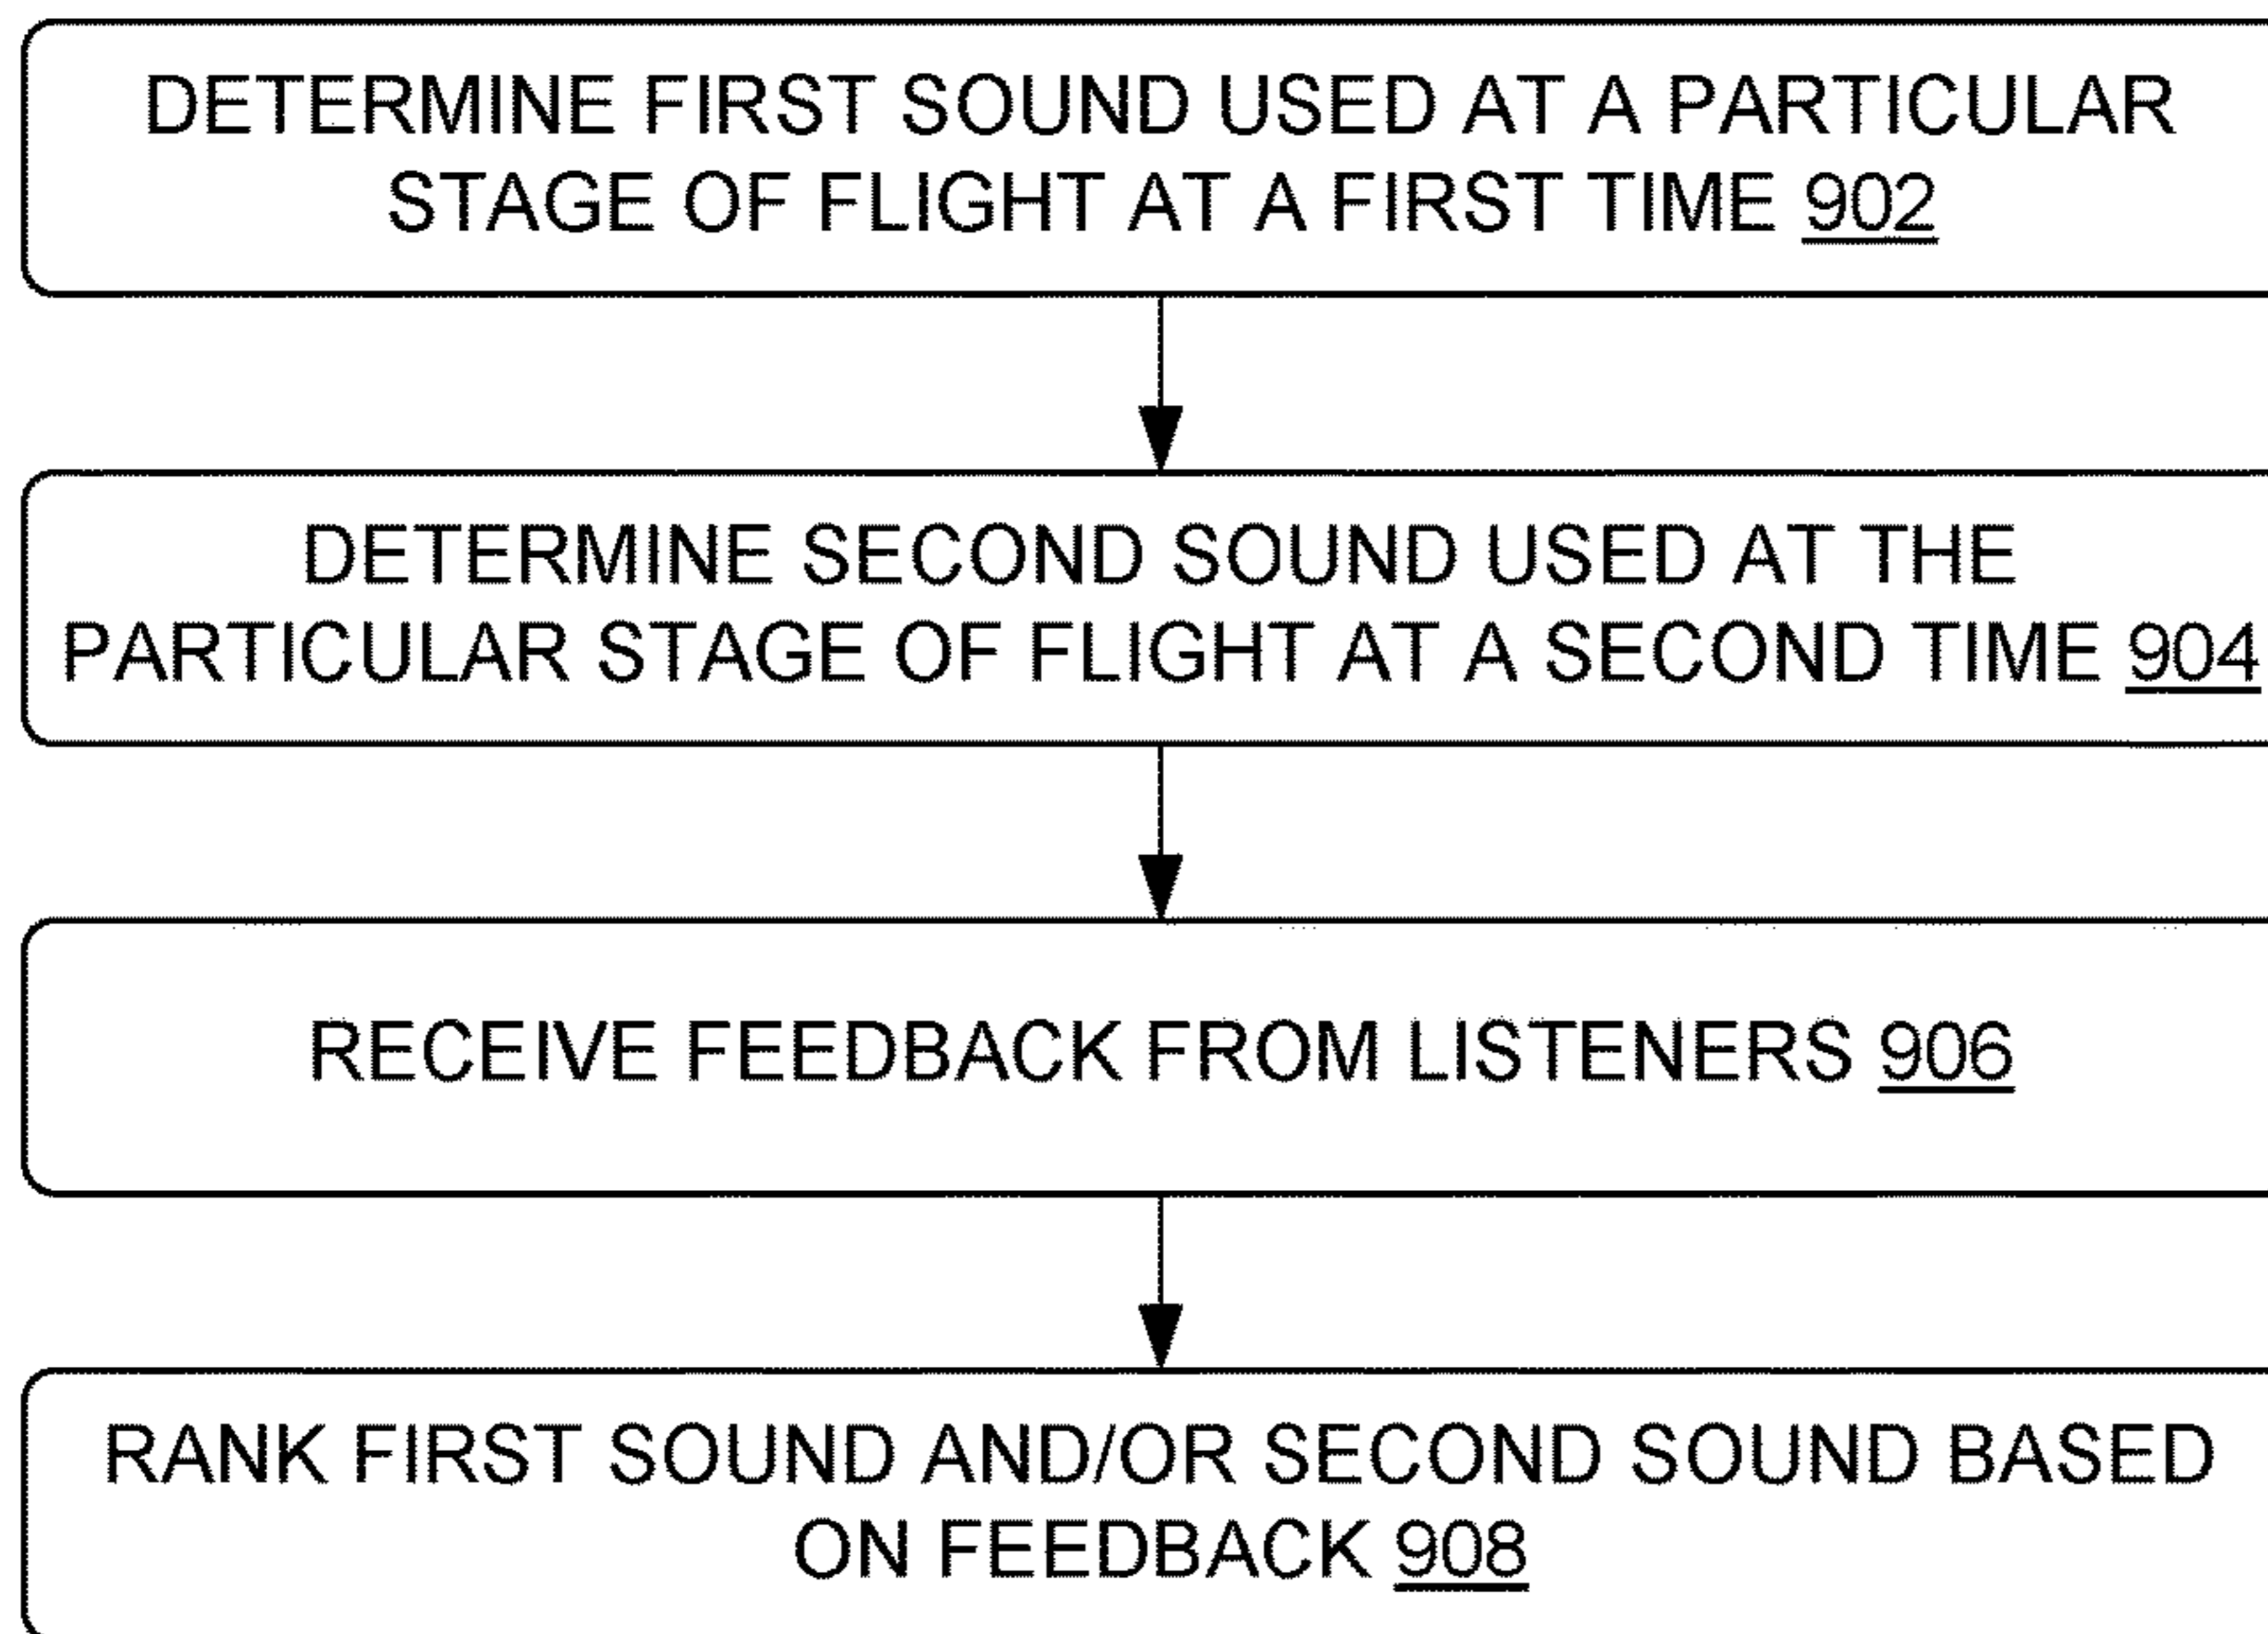 DETERMINE FIRST SOUND USED AT A PARTICULAR
STAGE OF FLIGHT AT A FIRST TIME 902
DETERMINE SECOND SOUND USED AT THE
PARTICULAR STAGE OF FLIGHT AT A SECOND TIME 904
RECEIVE FEEDBACK FROM LISTENERS 906
RANK FIRST SOUND AND/OR SECOND SOUND BASED
ON FEEDBACK 908